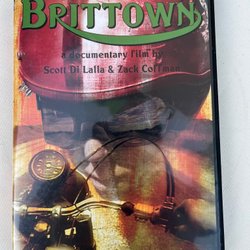 BRITTOWN
a documentary film by
Scott Di Lalla & Zack Coffman